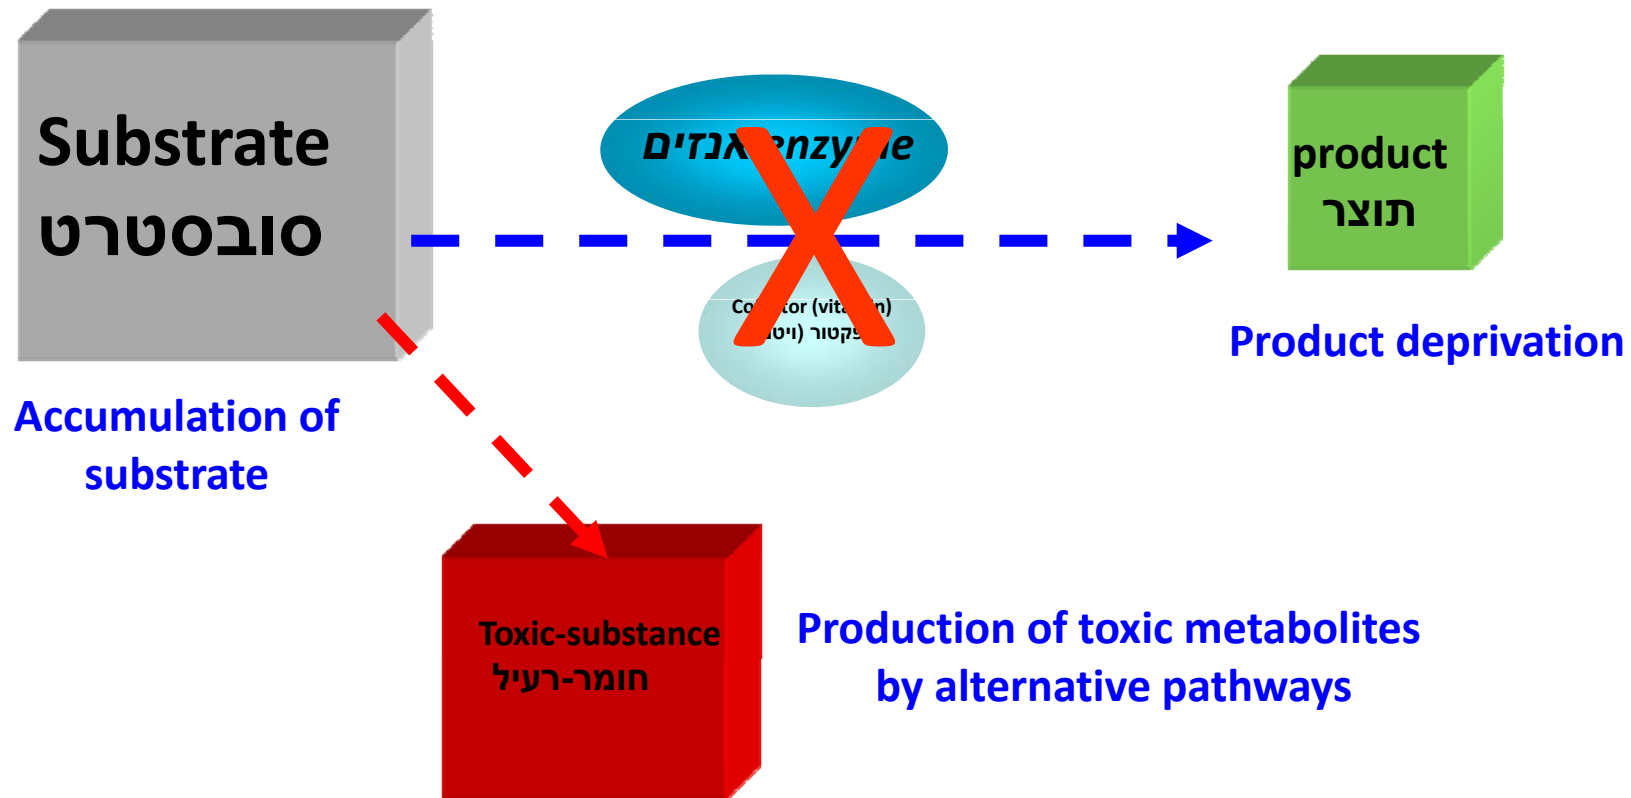 Substrate
סובסטרט
אנזים
product
תוצר
Product deprivation
Accumulation of
substrate
Toxic-substance
חומר-רעיל
Production of toxic metabolites
by alternative pathways